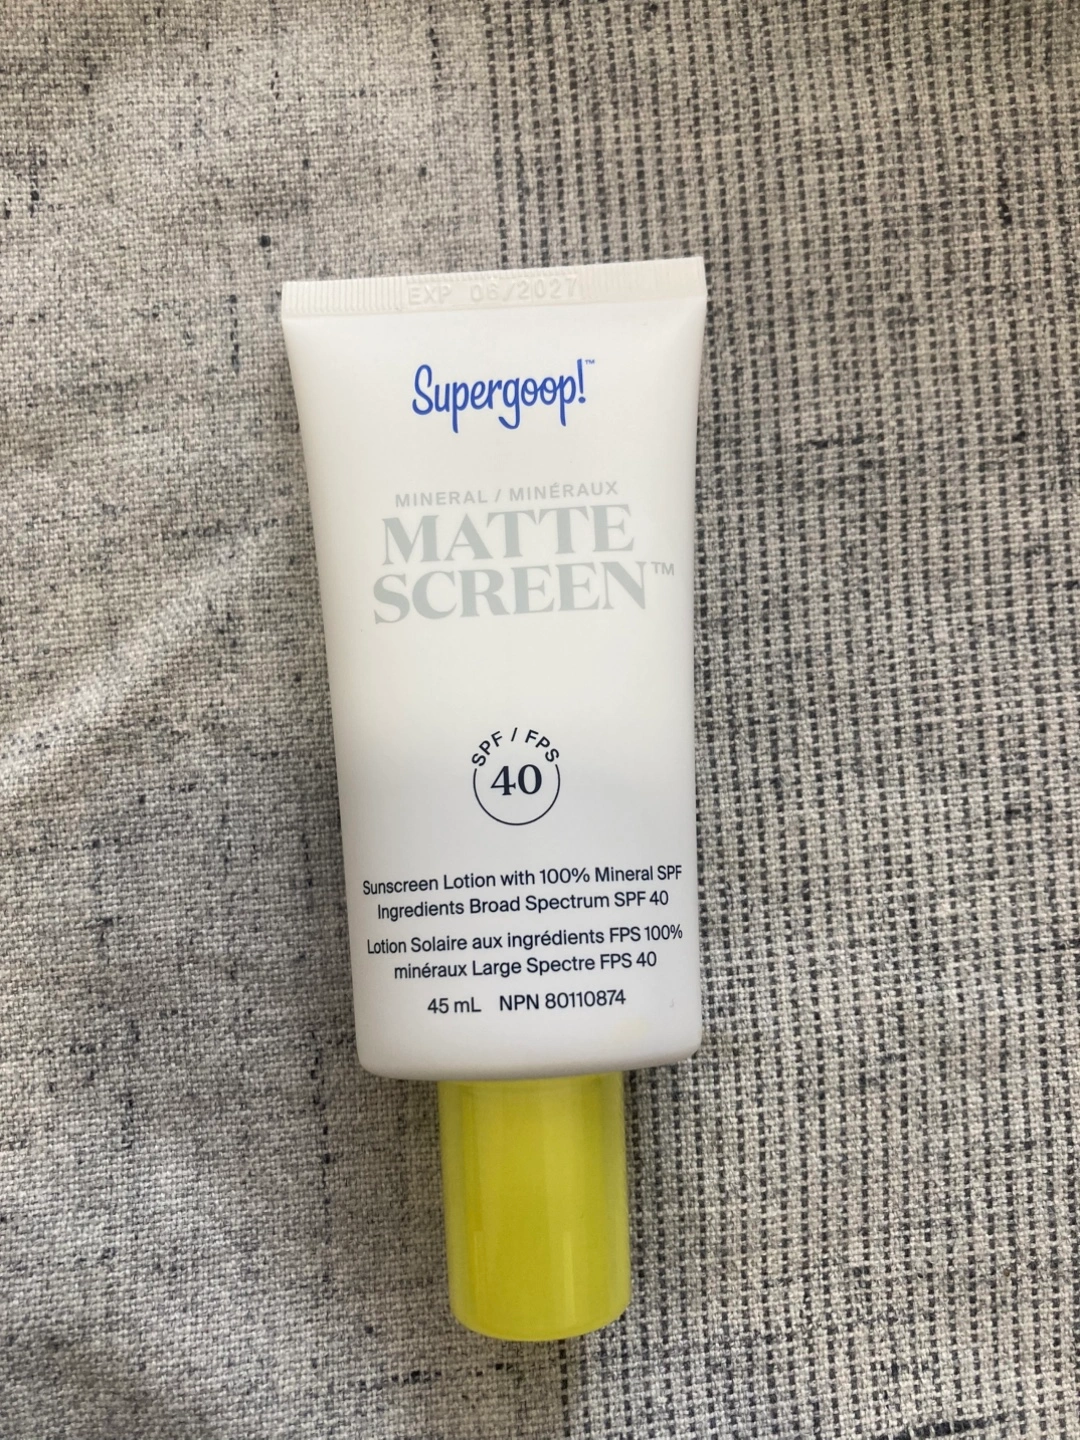 EXP 06/2027
Supergoop!™
MINERAL / MINÉRAUX
MATTE
SCREEN™
SPF / FPS
40
Sunscreen Lotion with 100% Mineral SPF
Ingredients Broad Spectrum SPF 40
Lotion Solaire aux ingrédients FPS 100%
minéraux Large Spectre FPS 40
45 mL NPN 80110874